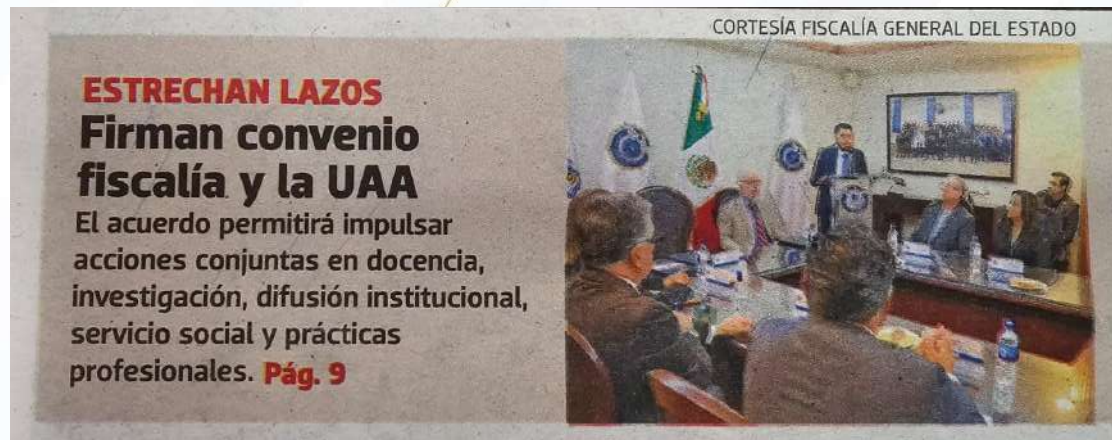 CORTESÍA FISCALÍA GENERAL DEL ESTADO
ESTRECHAN LAZOS
Firman convenio
fiscalía y la UAA
El acuerdo permitirá impulsar
acciones conjuntas en docencia,
investigación, difusión institucional,
servicio social y prácticas
profesionales. Pág. 9